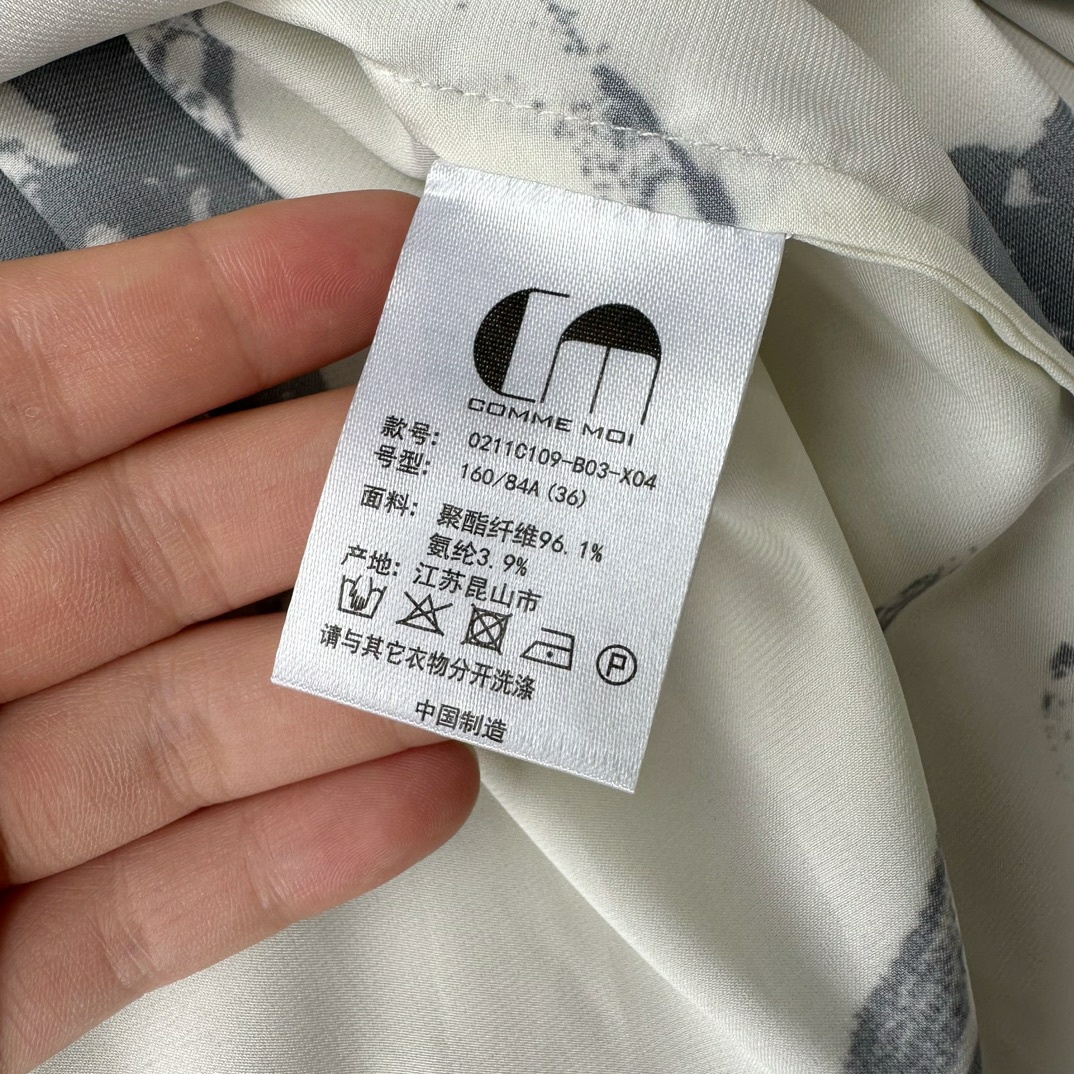 COMME MOI
款号: 0211C109-B03-X04
号型: 160/84A(36)
面料: 聚酯纤维96.1%
氨纶3.9%
产地: 江苏昆山市
P
请与其它衣物分开洗涤
中国制造